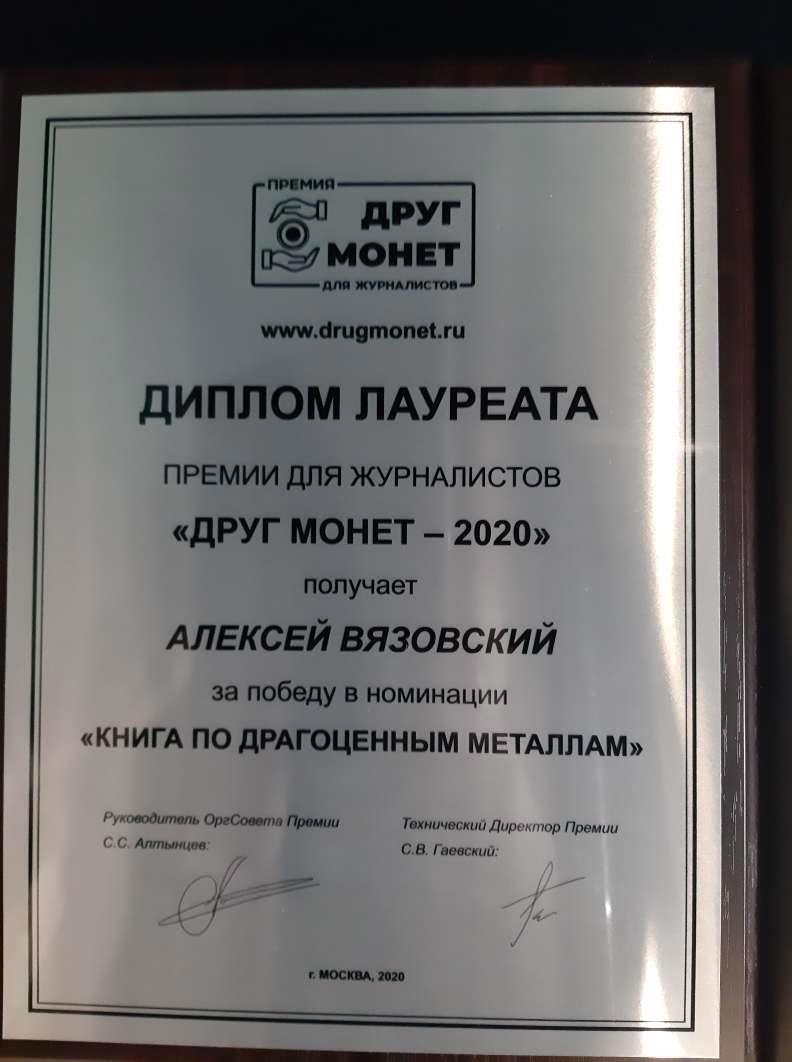 ПРЕМИЯ
ДРУГ
МОНЕТ
ДЛЯ ЖУРНАЛИСТОВ
www.drugmonet.ru
ДИПЛОМ ЛАУРЕАТА
ПРЕМИИ ДЛЯ ЖУРНАЛИСТОВ
«ДРУГ МОНЕТ – 2020»
получает
АЛЕКСЕЙ ВЯЗОВСКИЙ
за победу в номинации
«КНИГА ПО ДРАГОЦЕННЫМ МЕТАЛЛАМ»
Руководитель ОргСовета Премии
С.С. Алтынцев:
Технический Директор Премии
С.В. Гаевский:
г. МОСКВА, 2020